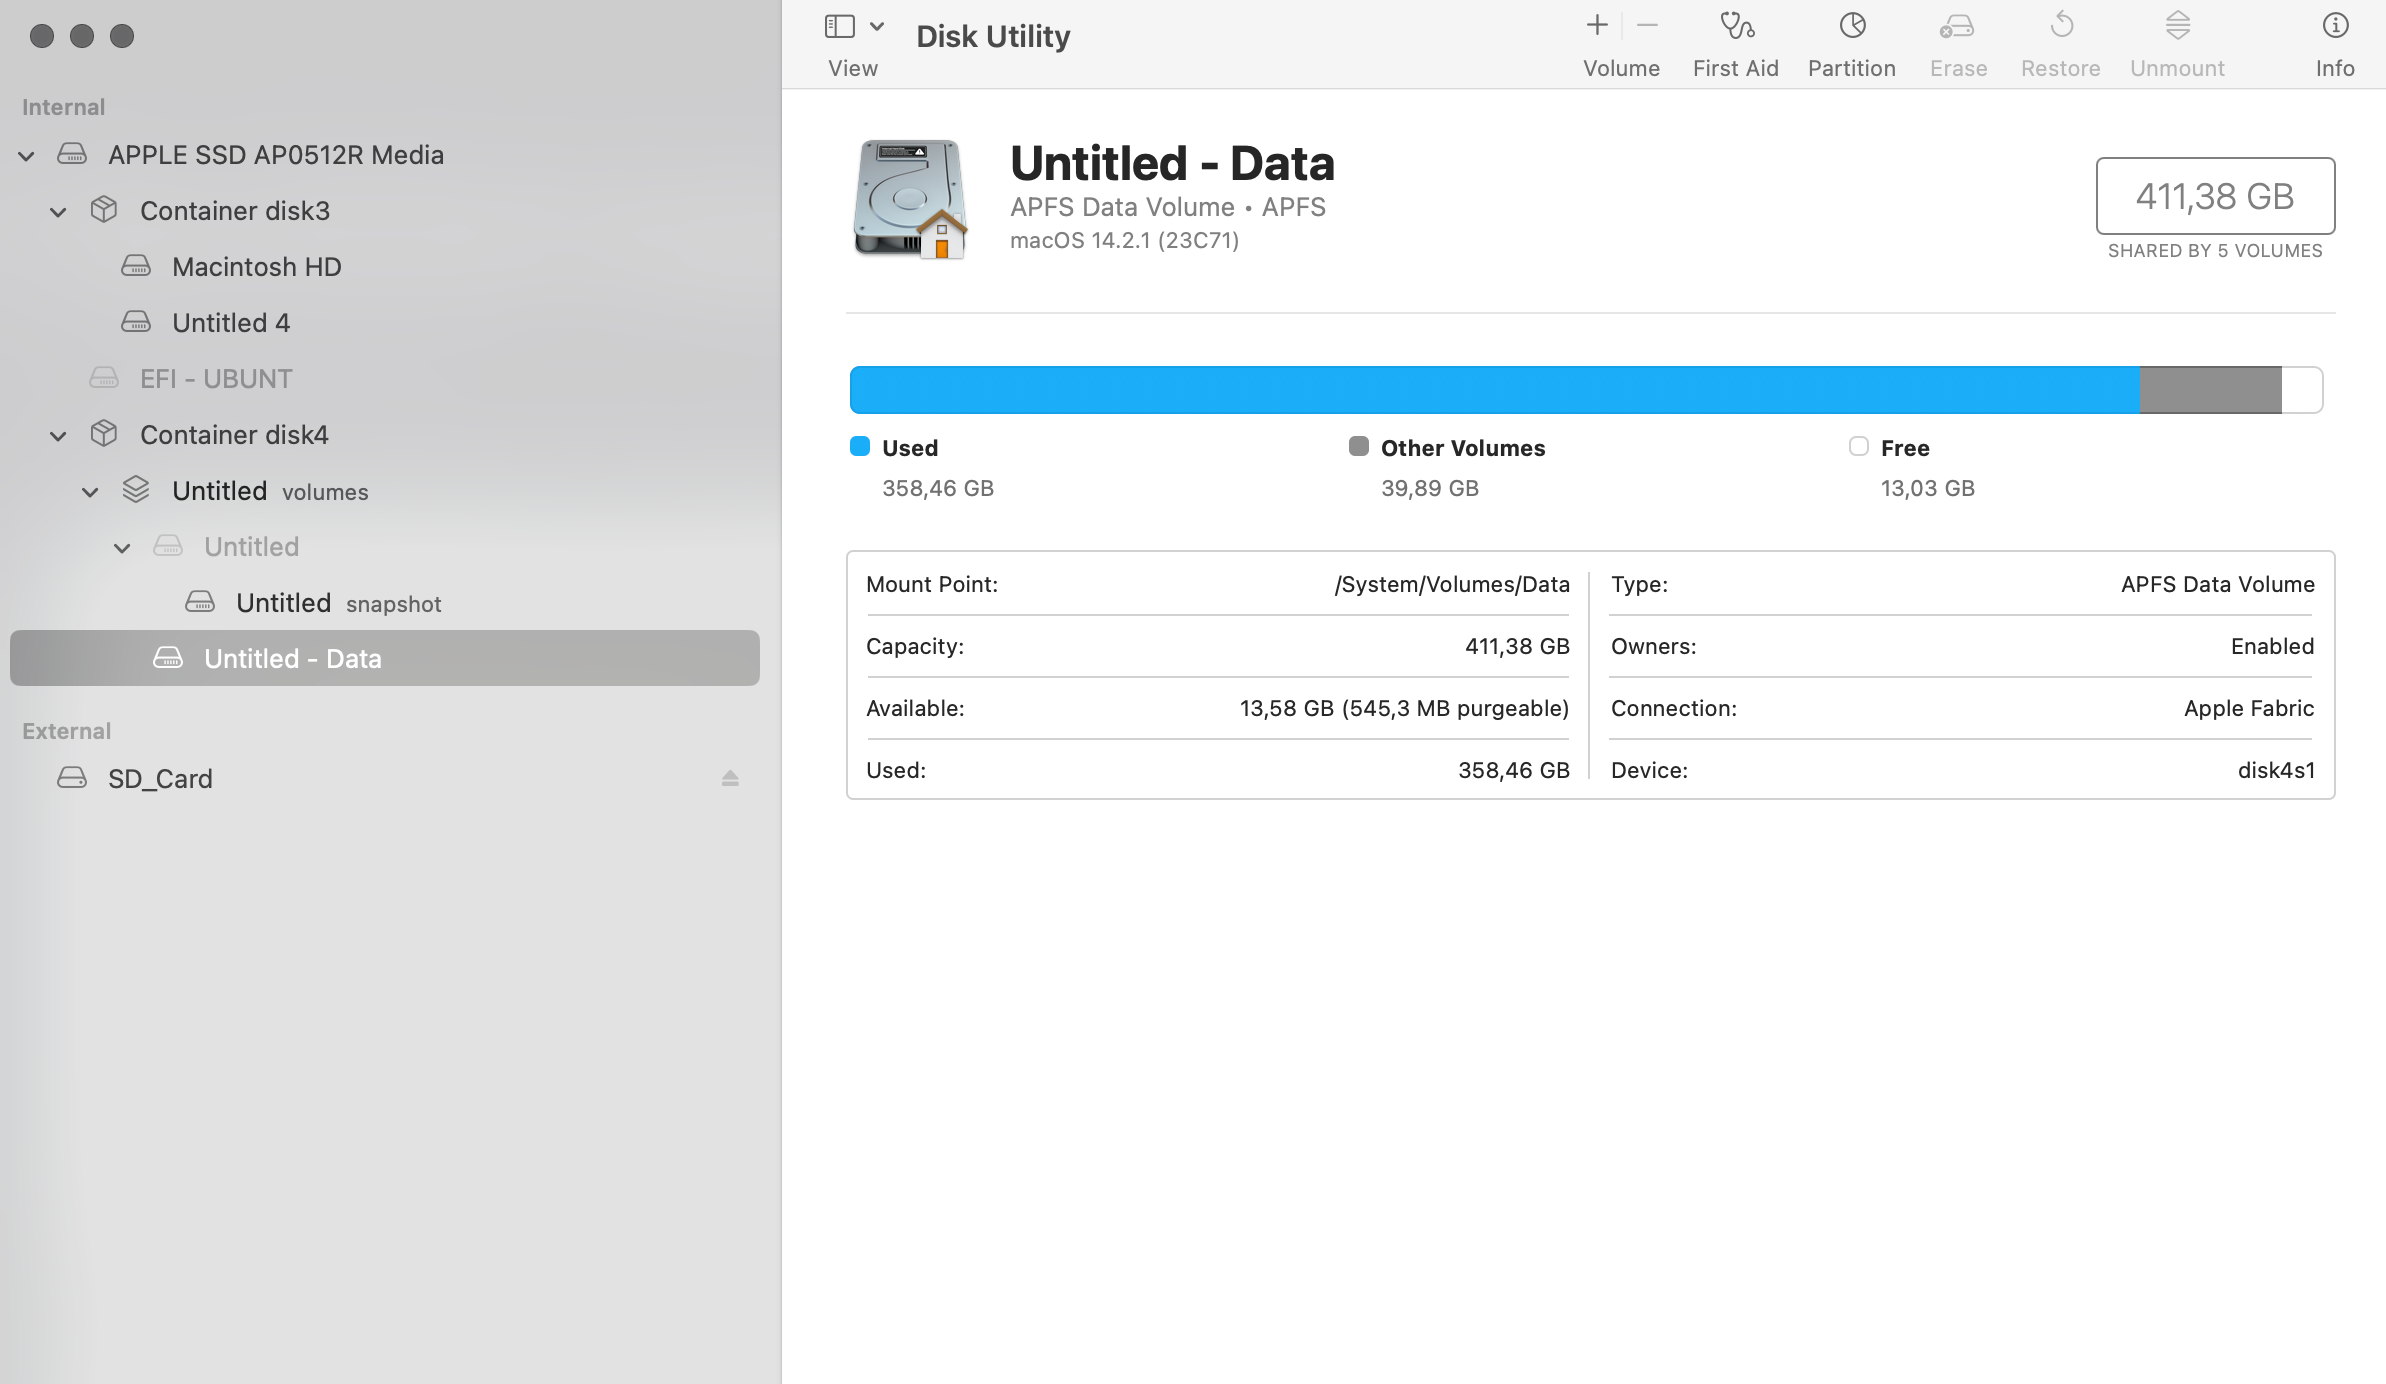 Internal
APPLE SSD AP0512R Media
Container disk3
Macintosh HD
Untitled 4
EFI - UBUNT
Container disk4
Untitled volumes
Untitled
Untitled snapshot
Untitled - Data
External
SD_Card
View
Disk Utility
Volume
First Aid
Partition
Erase
Restore
Unmount
Info
Untitled - Data
APFS Data Volume • APFS
macOS 14.2.1 (23C71)
411,38 GB
SHARED BY 5 VOLUMES
Used
358,46 GB
Other Volumes
39,89 GB
Free
13,03 GB
Mount Point: /System/Volumes/Data
Capacity: 411,38 GB
Available: 13,58 GB (545,3 MB purgeable)
Used: 358,46 GB
Type: APFS Data Volume
Owners: Enabled
Connection: Apple Fabric
Device: disk4s1